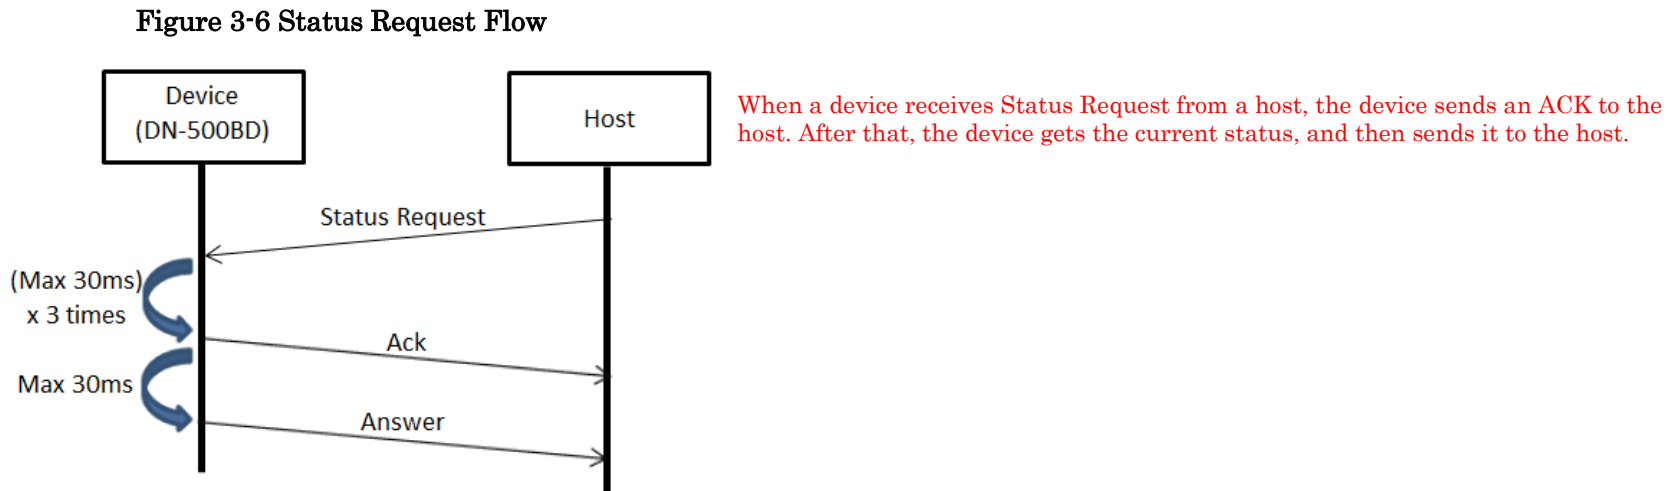 Figure 3-6 Status Request Flow
Device
(DN-500BD)
Host
When a device receives Status Request from a host, the device sends an ACK to the
host. After that, the device gets the current status, and then sends it to the host.
Status Request
(Max 30ms)
x 3 times
Ack
Max 30ms
Answer